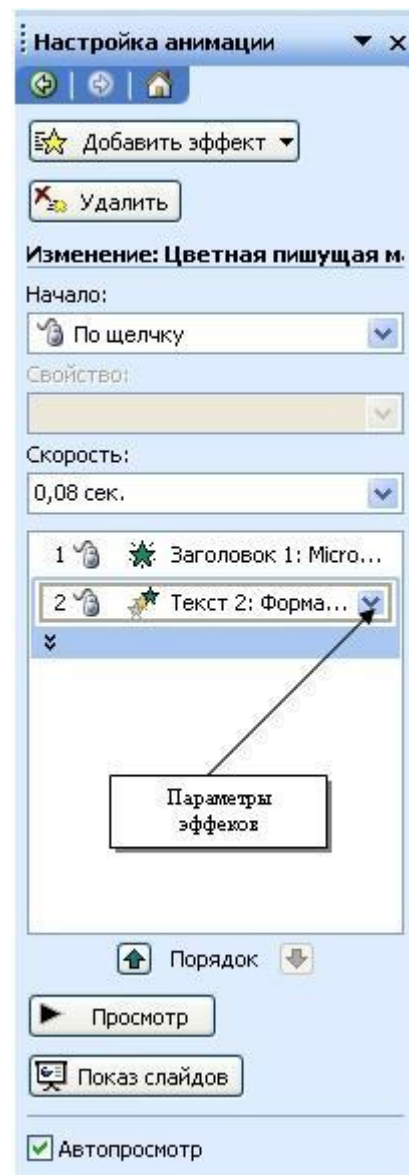 Настройка анимации
Добавить эффект
Удалить
Изменение: Цветная пишущая м
Начало:
По щелчку
Свойство:
Скорость:
0,08 сек.
1 Заголовок 1: Micro...
2 Текст 2: Форма...
Параметры
эффеков
Порядок
Просмотр
Показ слайдов
Автопросмотр